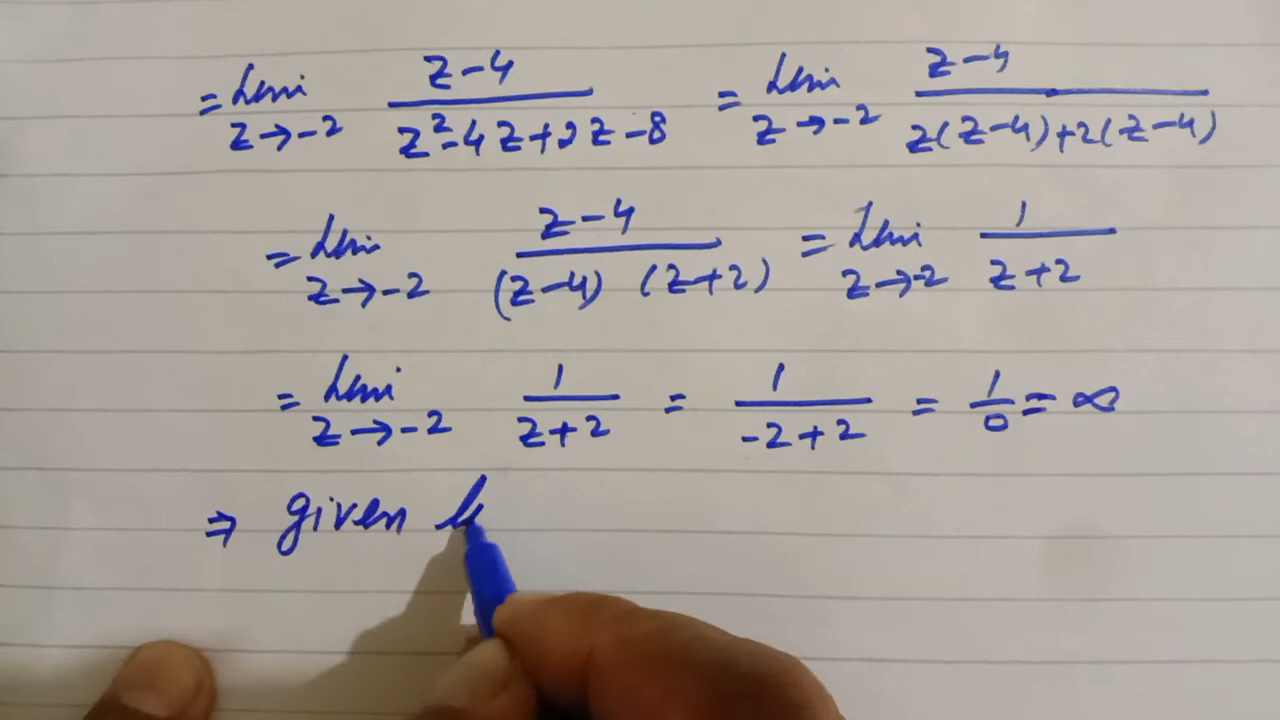 = Lim z→-2 (z-4)/(z²-4z+2z-8) = Lim z→-2 (z-4)/(z(z-4)+2(z-4))
= Lim z→-2 (z-4)/((z-4) (z+2)) = Lim z→-2 1/(z+2)
= Lim z→-2 1/(z+2) = 1/(-2+2) = 1/0 = ∞
⇒ given